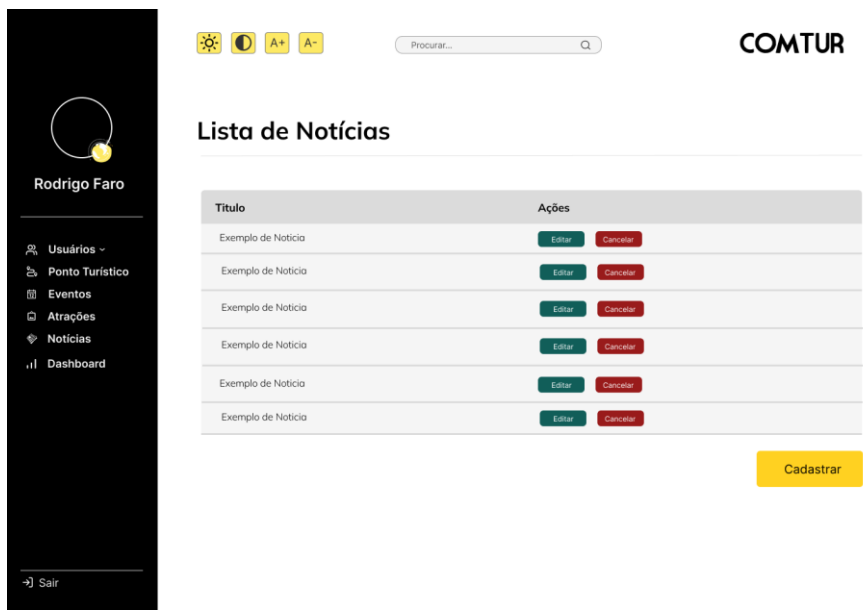 A+ A- Procurar... COMTUR
Rodrigo Faro
Usuários
Ponto Turístico
Eventos
Atrações
Notícias
Dashboard
Sair
Lista de Notícias
Titulo Ações
Exemplo de Noticia Editar Cancelar
Exemplo de Noticia Editar Cancelar
Exemplo de Noticia Editar Cancelar
Exemplo de Noticia Editar Cancelar
Exemplo de Noticia Editar Cancelar
Exemplo de Noticia Editar Cancelar
Cadastrar